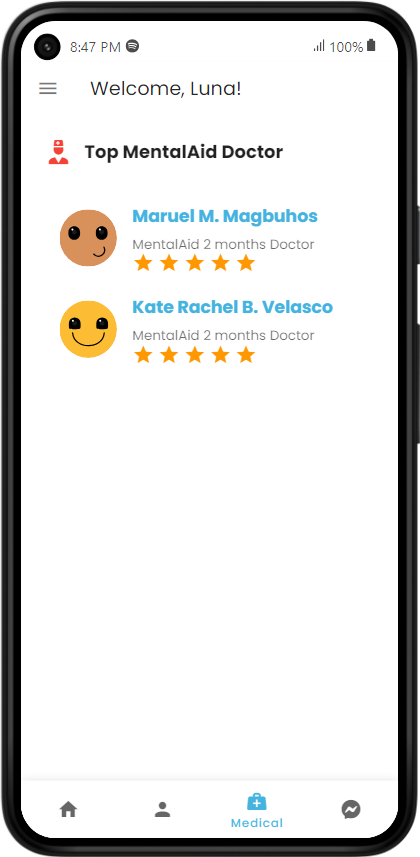 8:47 PM 100%
Welcome, Luna!
Top MentalAid Doctor
Maruel M. Magbuhos
MentalAid 2 months Doctor
Kate Rachel B. Velasco
MentalAid 2 months Doctor
Medical